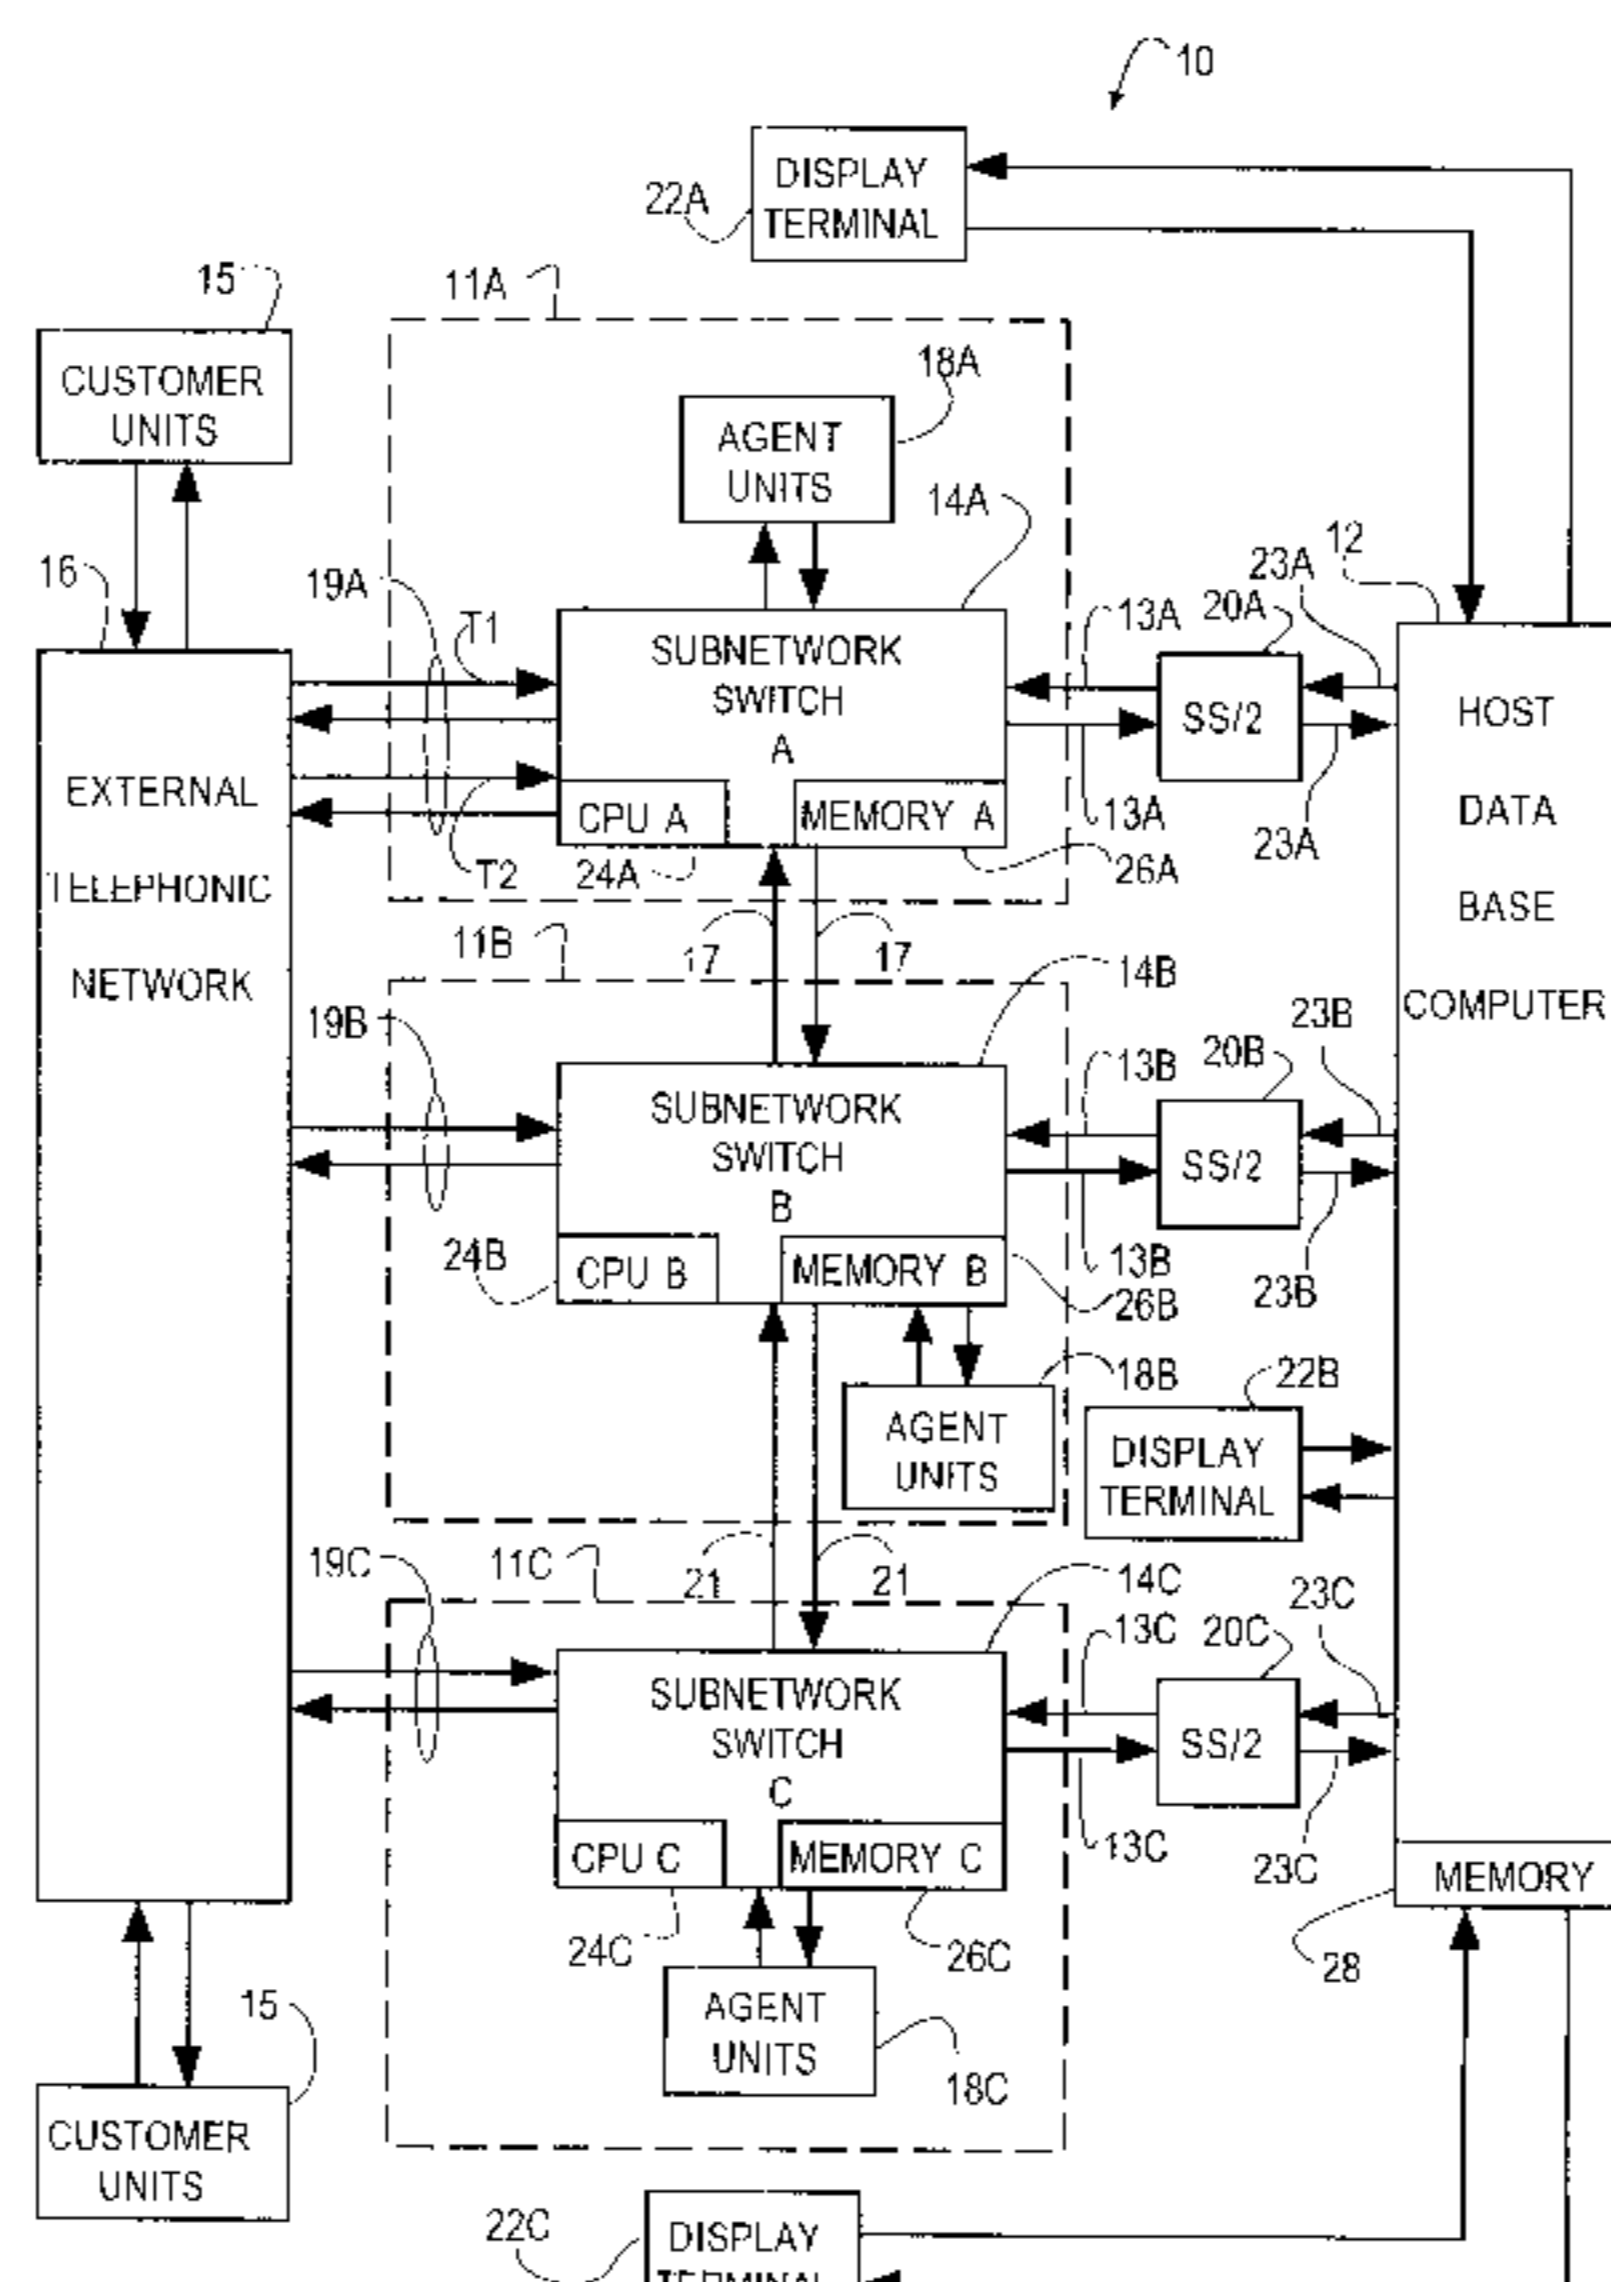 10
DISPLAY
TERMINAL
22A
15
11A
CUSTOMER
UNITS
18A
AGENT
UNITS
14A
16
19A
T1
SUBNETWORK
SWITCH
A
CPU A
MEMORY A
13A
20A
23A
12
SS/2
13A
23A
HOST
DATA
BASE
COMPUTER
EXTERNAL
TELEPHONIC
NETWORK
T2
24A
26A
11B
17
17
14B
19B
SUBNETWORK
SWITCH
B
CPU B
MEMORY B
13B
20B
23B
SS/2
13B
23B
24B
26B
18B
AGENT
UNITS
22B
DISPLAY
TERMINAL
19C
11C
21
21
14C
SUBNETWORK
SWITCH
C
CPU C
MEMORY C
13C
20C
23C
SS/2
13C
23C
MEMORY
24C
26C
28
AGENT
UNITS
18C
15
CUSTOMER
UNITS
22C
DISPLAY
TERMINAL